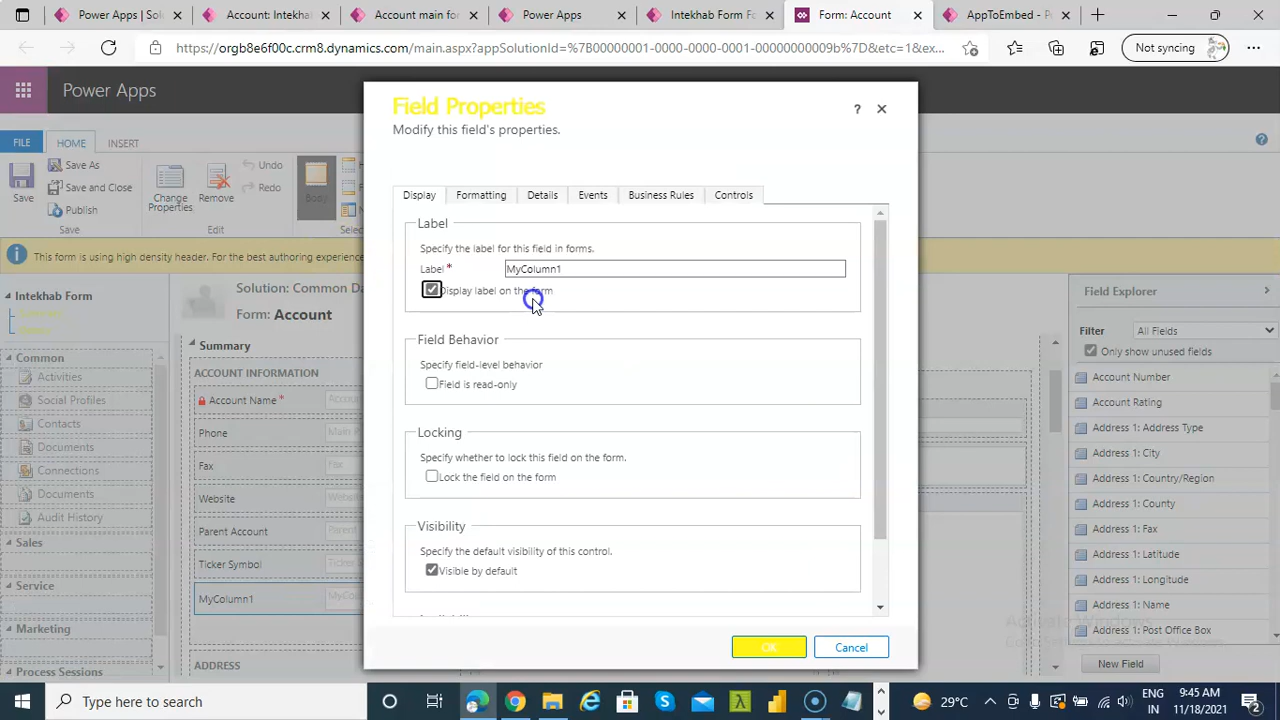 Power Apps | Solu
Account Intekhab
Account main for
Power Apps
Intekhab Form Fo
Form: Account
AppToEmbed - P
https://orgb8e6f00c.crm8.dynamics.com/main.aspx?appSolutionId=%7B00000001-0000-0000-0001-00000000009b%7D&etc=1&ex...
Not syncing
Power Apps
FILE
HOME
INSERT
Save
Save As
Save and Close
Publish
Save
Change Properties
Remove
Undo
Redo
Edit
Body
Selec
This form is using high density header. For the best authoring experience
Intekhab Form
Common
Activities
Social Profiles
Contacts
Documents
Connections
Documents
Audit History
Sales
Service
Marketing
Process Sessions
Solution: Common Da
Form: Account
Summary
ACCOUNT INFORMATION
Account Name *
Phone
Main P
Fax
Fax
Website
Parent Account
Parent
Ticker Symbol
MyColumn1
MyColu
ADDRESS
Field Properties
Modify this field's properties.
?
Display
Formatting
Details
Events
Business Rules
Controls
Label
Specify the label for this field in forms.
Label *
MyColumn1
Display label on the form
Field Behavior
Specify field-level behavior
Field is read-only
Locking
Specify whether to lock this field on the form.
Lock the field on the form
Visibility
Specify the default visibility of this control.
Visible by default
OK
Cancel
Field Explorer
Filter
All Fields
Only show unused fields
Account Number
Account Rating
Address 1: Address Type
Address 1: City
Address 1: Country/Region
Address 1: County
Address 1: Fax
Address 1: Latitude
Address 1: Longitude
Address 1: Name
Address 1: Post Office Box
New Field
Activate Windows
Type here to search
29°C
ENG
IN
9:45 AM
11/18/2021
2